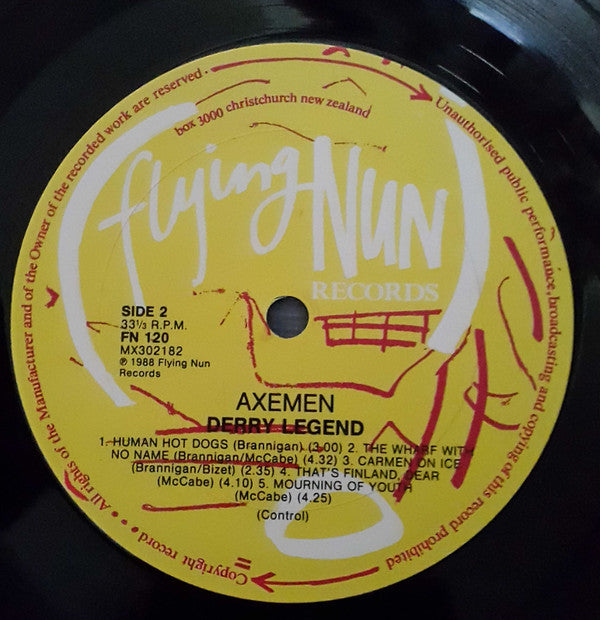 All rights of the Manufacturer and of the Owner of the recorded work are reserved. Unauthorised public performance, broadcasting and copying of this record prohibited
Copyright record...
box 3000 christchurch new zealand
flying NUN
RECORDS
SIDE 2
33⅓ R.P.M.
FN 120
MX302182
℗ 1988 Flying Nun
Records
AXEMEN
DERRY LEGEND
1. HUMAN HOT DOGS (Brannigan) (3.00) 2. THE WHARF WITH
NO NAME (Brannigan/McCabe) (4.32) 3. CARMEN ON ICE
(Brannigan/Bizet) (2.35) 4. THAT'S FINLAND, DEAR
(McCabe) (4.10) 5. MOURNING OF YOUTH
(McCabe) (4.25)
(Control)